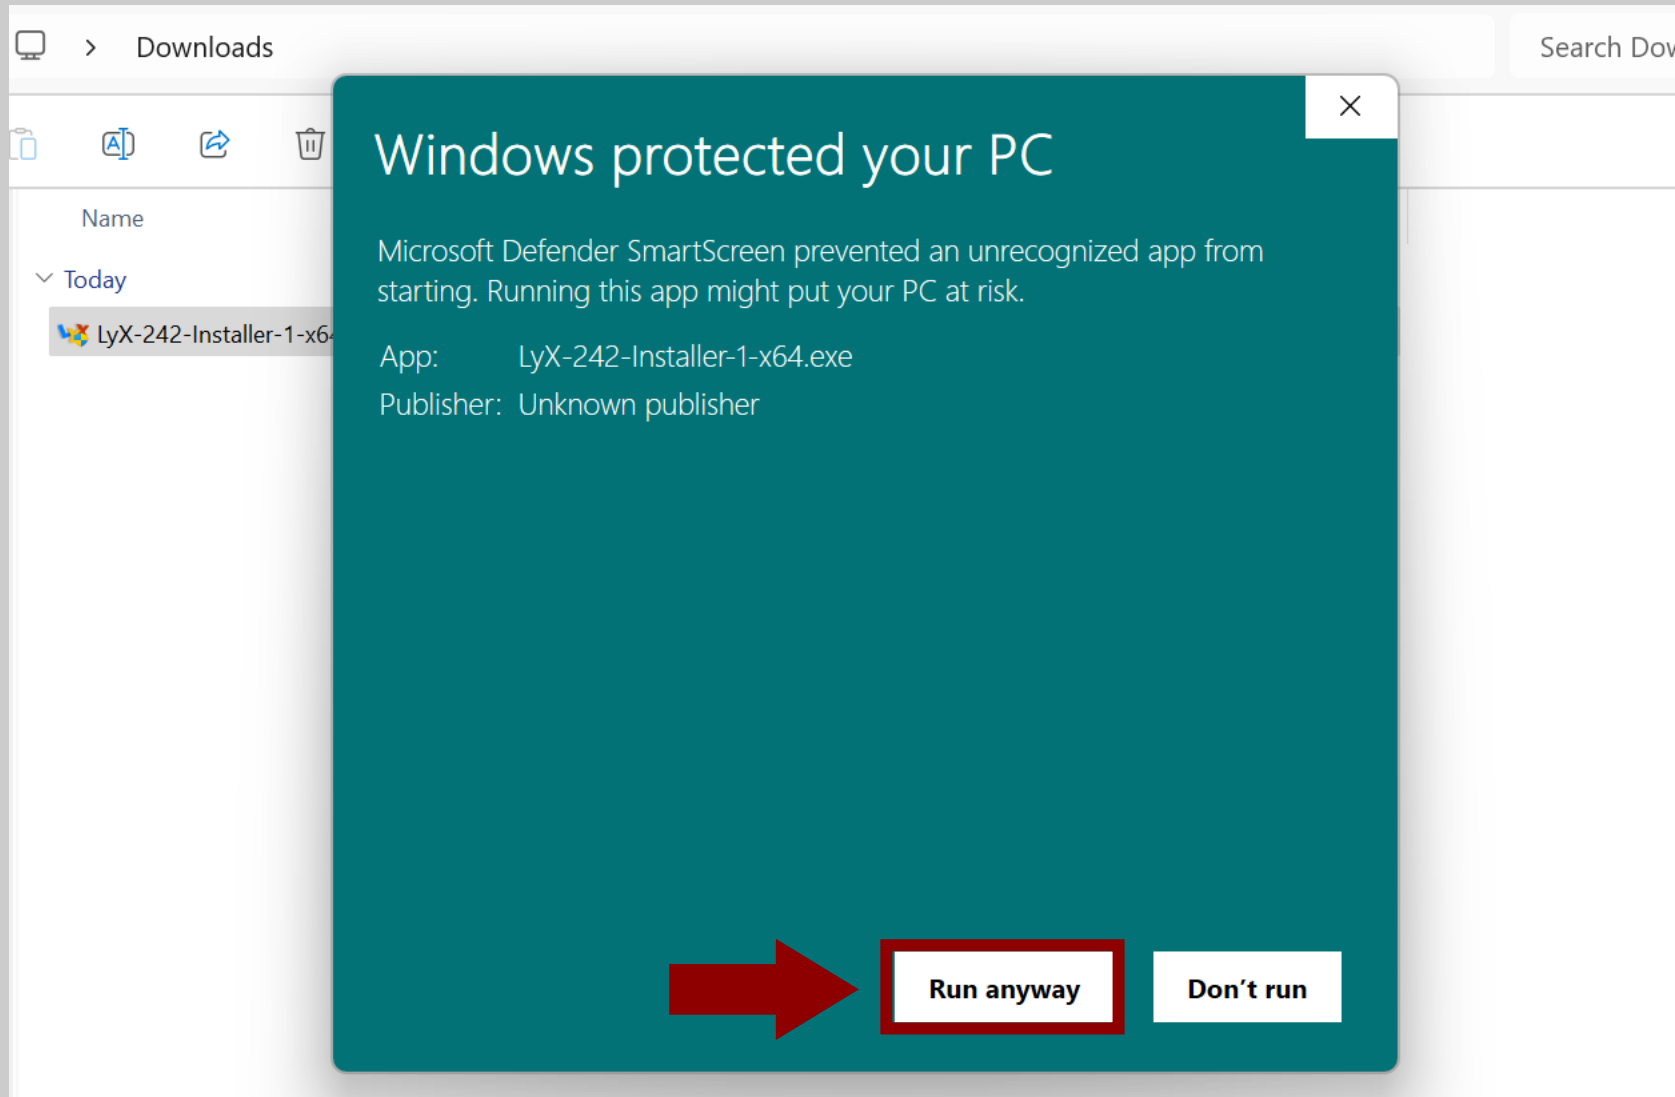 Downloads
Search Dow
Windows protected your PC
Name
Microsoft Defender SmartScreen prevented an unrecognized app from
starting. Running this app might put your PC at risk.
Today
LyX-242-Installer-1-x64
App: LyX-242-Installer-1-x64.exe
Publisher: Unknown publisher
Run anyway
Don’t run